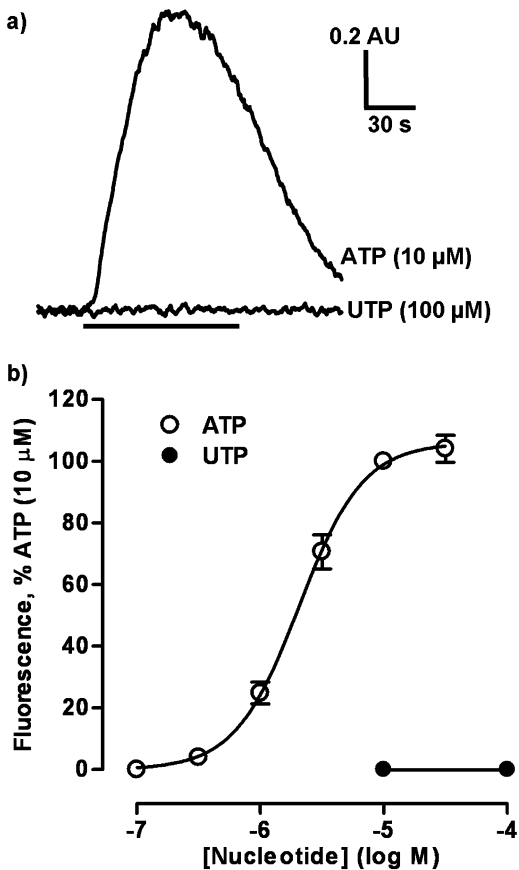 a)
0.2 AU
30 s
ATP (10 µM)
UTP (100 µM)
b)
Fluorescence, % ATP (10 µM)
120
100
80
60
40
20
0
ATP
UTP
-7
-6
-5
-4
[Nucleotide] (log M)